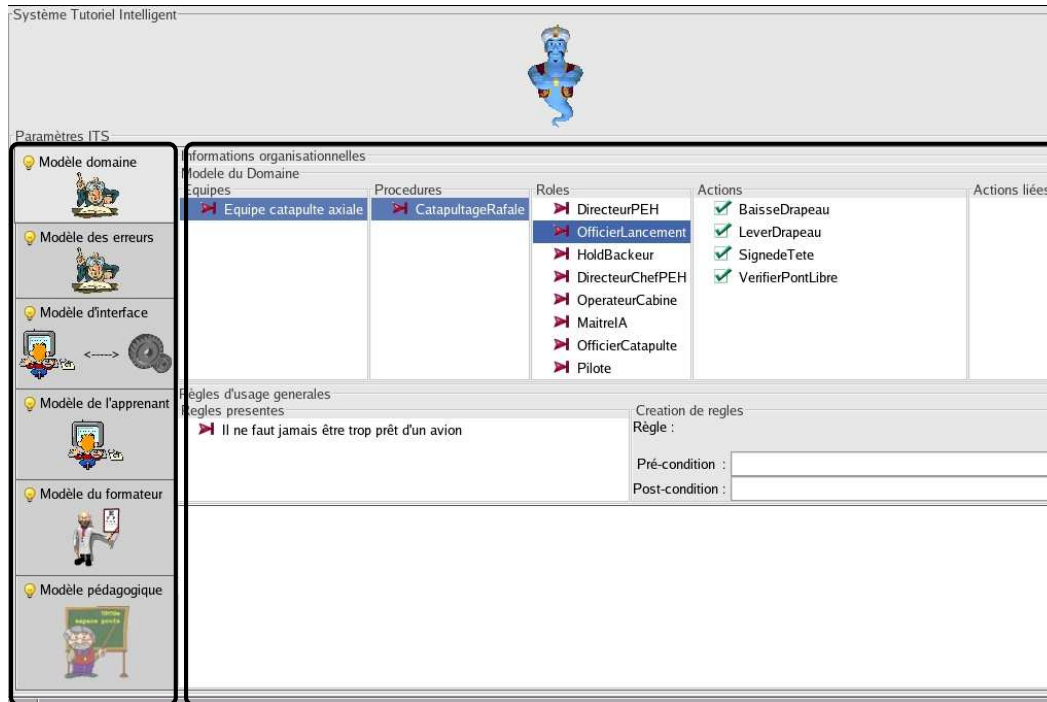 Système Tutoriel Intelligent
Paramètres ITS
Modèle domaine
Modèle des erreurs
Modèle d'interface
<----->
Modèle de l'apprenant
Modèle du formateur
Modèle pédagogique
Informations organisationnelles
Modele du Domaine
Equipes
Procedures
Roles
Actions
Actions liées
Equipe catapulte axiale
CatapultageRafale
DirecteurPEH
OfficierLancement
HoldBackeur
DirecteurChefPEH
OperateurCabine
MaitreIA
OfficierCatapulte
Pilote
BaisseDrapeau
LeverDrapeau
SignedeTete
VerifierPontLibre
Règles d'usage generales
Regles presentes
Il ne faut jamais être trop prêt d'un avion
Creation de regles
Règle :
Pré-condition :
Post-condition :